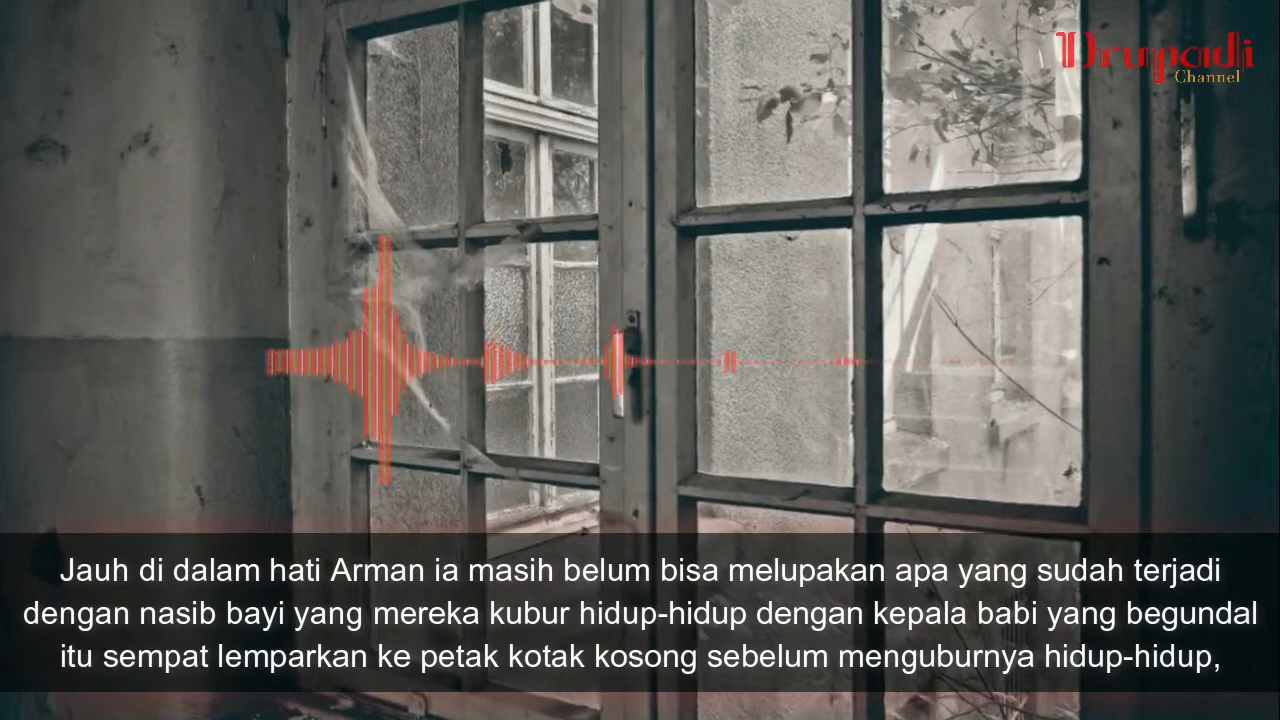 Drupadi
Channel
Jauh di dalam hati Arman ia masih belum bisa melupakan apa yang sudah terjadi
dengan nasib bayi yang mereka kubur hidup-hidup dengan kepala babi yang begundal
itu sempat lemparkan ke petak kotak kosong sebelum menguburnya hidup-hidup,